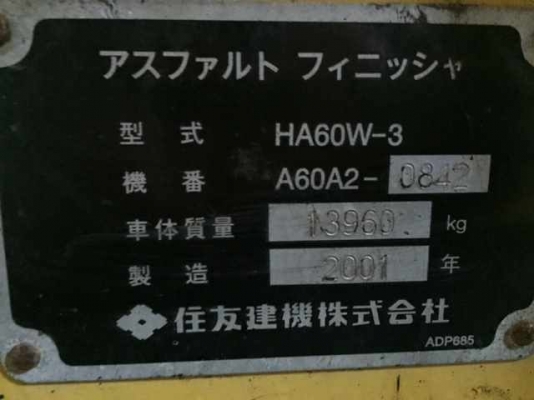 アスファルト フィニッシャ
型式 HA60W-3
機番 A60A2-0842
車体質量 13960 kg
製造 2001 年
住友建機株式会社
ADP685